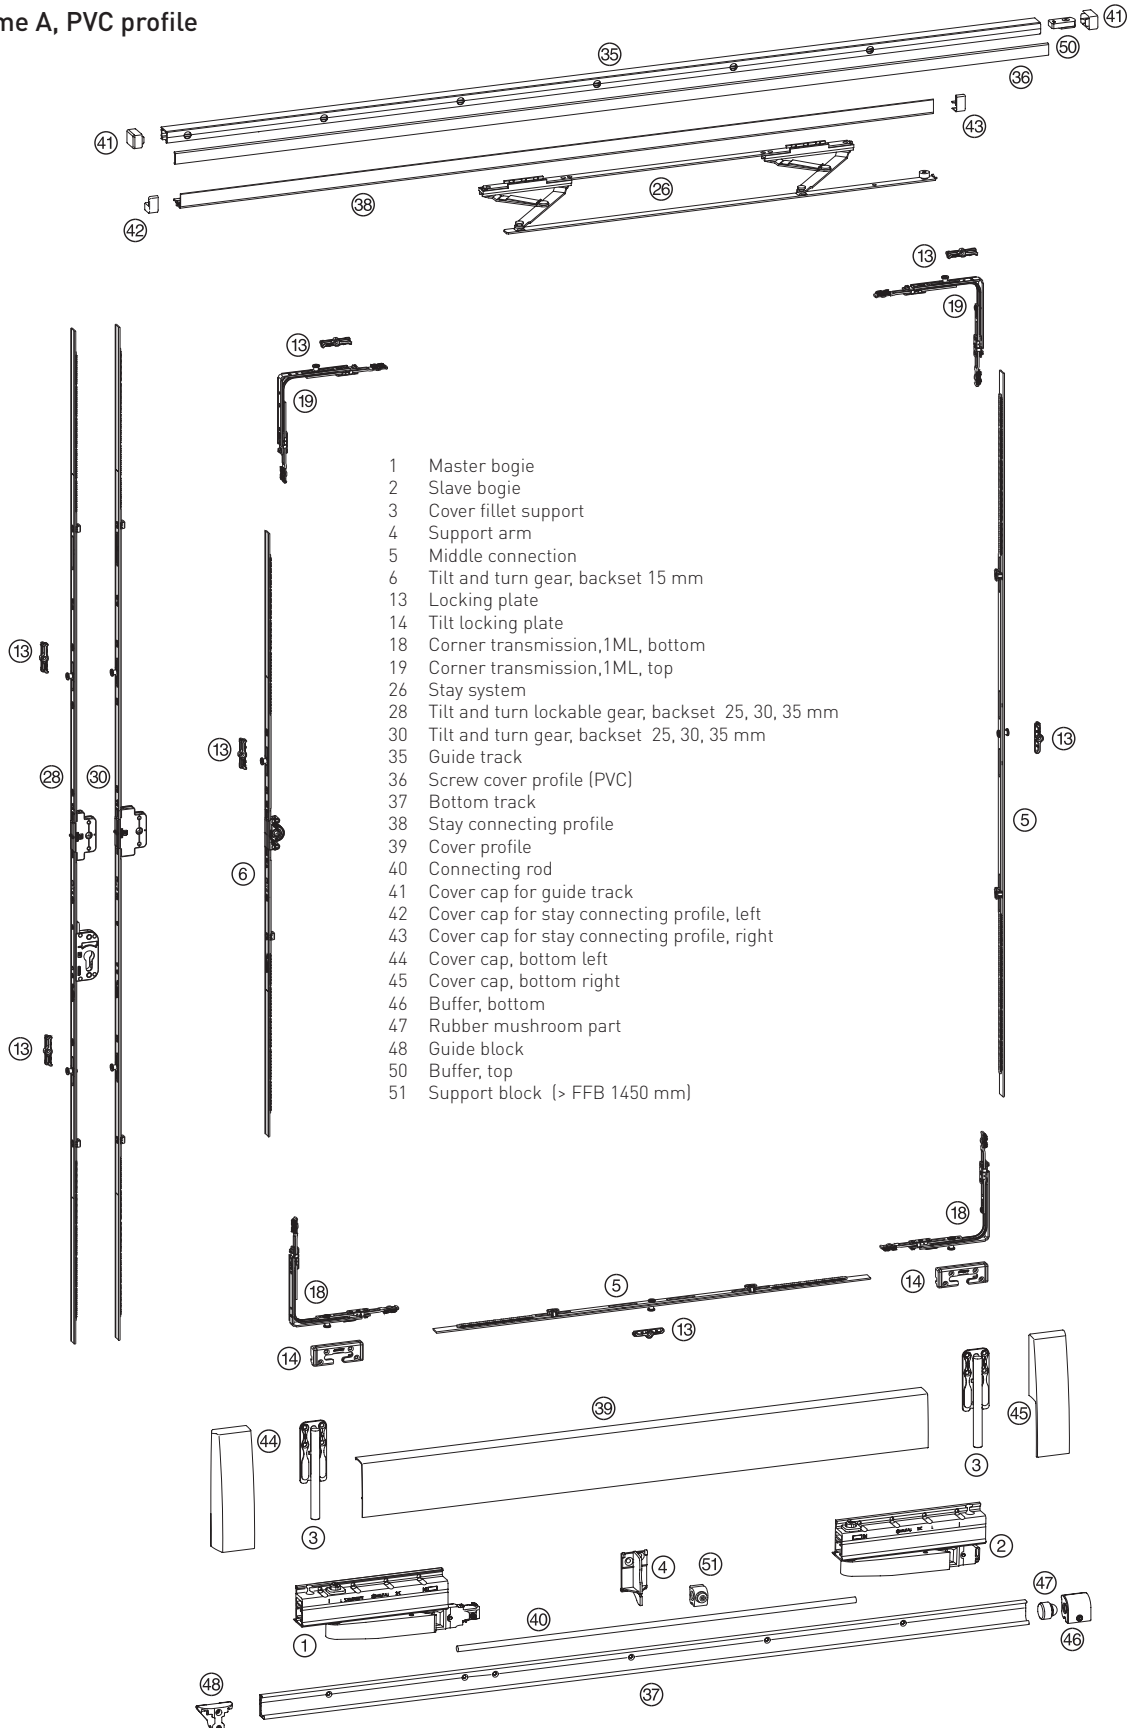 me A, PVC profile
41
35
50
36
41
43
38
26
42
13
19
13
19
1 Master bogie
2 Slave bogie
3 Cover fillet support
4 Support arm
5 Middle connection
6 Tilt and turn gear, backset 15 mm
13 Locking plate
14 Tilt locking plate
18 Corner transmission,1ML, bottom
19 Corner transmission,1ML, top
26 Stay system
28 Tilt and turn lockable gear, backset 25, 30, 35 mm
30 Tilt and turn gear, backset 25, 30, 35 mm
35 Guide track
36 Screw cover profile (PVC)
37 Bottom track
38 Stay connecting profile
39 Cover profile
40 Connecting rod
41 Cover cap for guide track
42 Cover cap for stay connecting profile, left
43 Cover cap for stay connecting profile, right
44 Cover cap, bottom left
45 Cover cap, bottom right
46 Buffer, bottom
47 Rubber mushroom part
48 Guide block
50 Buffer, top
51 Support block (> FFB 1450 mm)
13
13
13
28
30
5
6
13
18
18
14
5
13
14
39
44
45
3
3
2
4
51
47
40
1
46
48
37